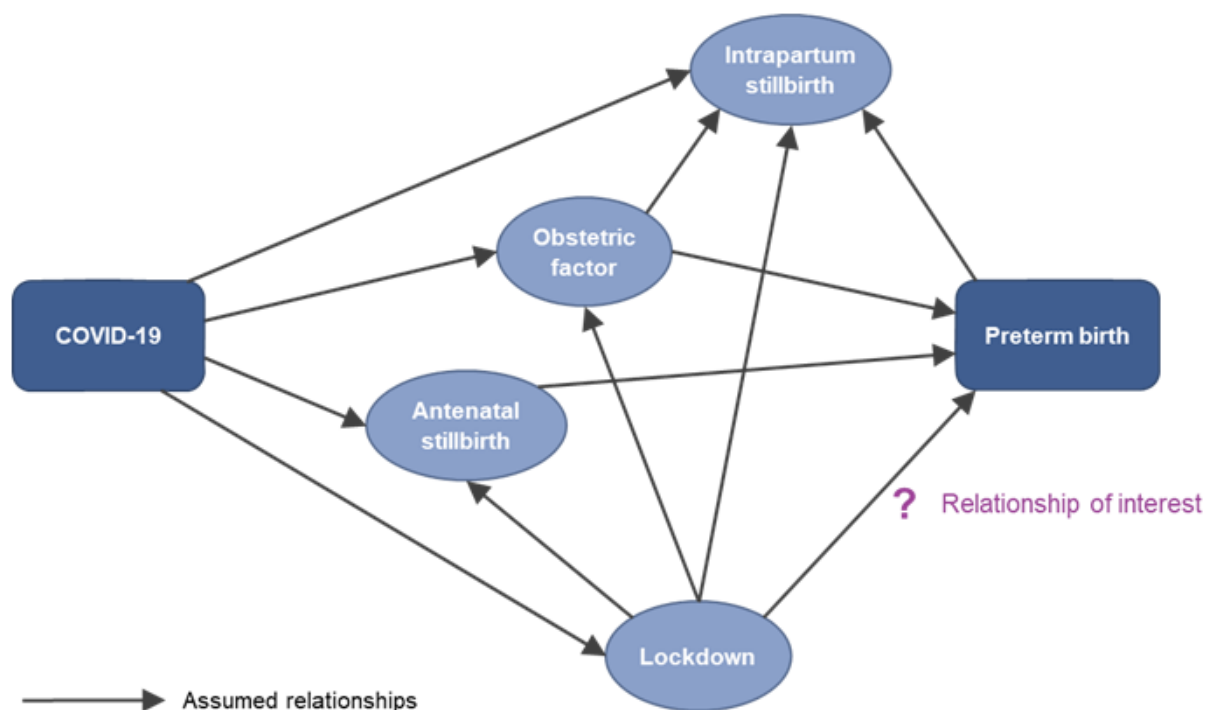 Intrapartum
stillbirth
Obstetric
factor
COVID-19
Preterm birth
Antenatal
stillbirth
? Relationship of interest
Lockdown
Assumed relationships